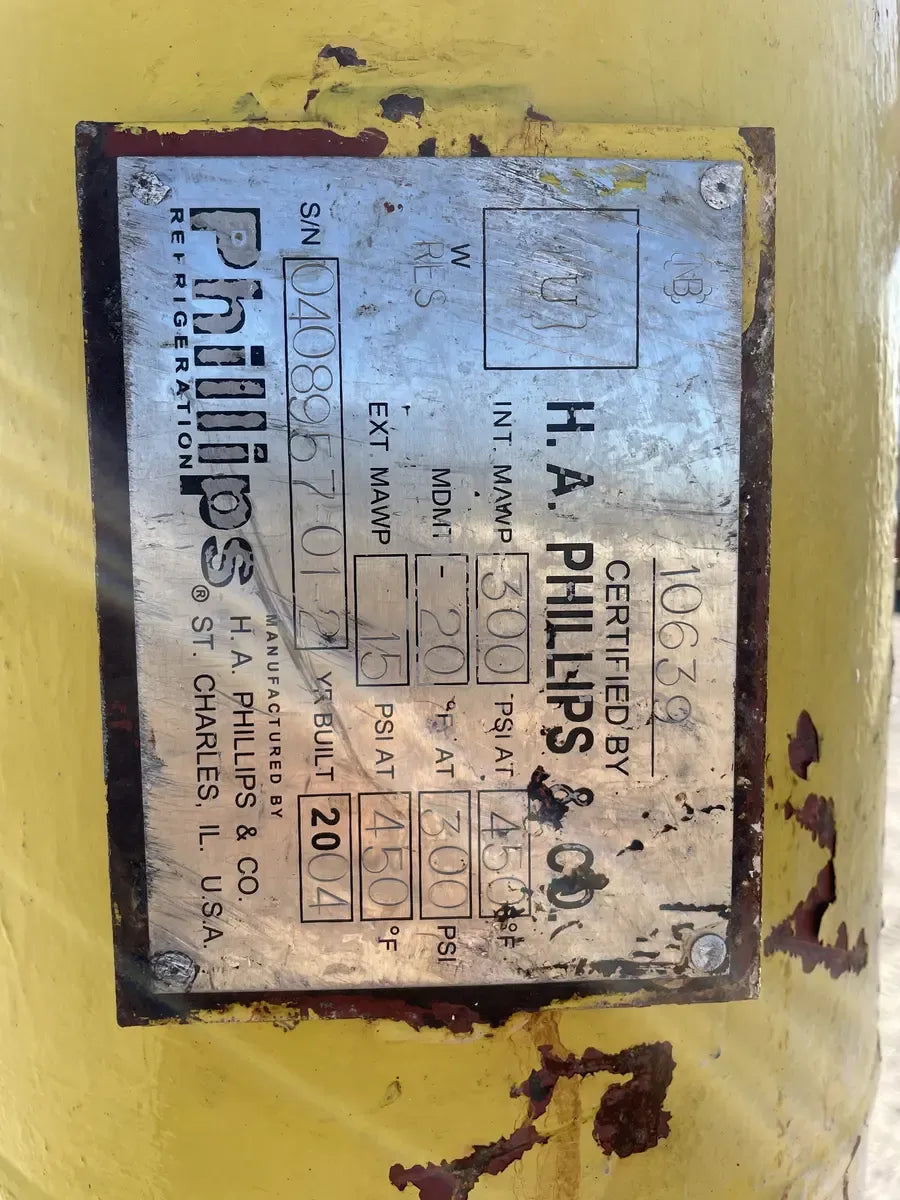 {NB} 10639
CERTIFIED BY
{U} H. A. PHILLIPS & CO.
W
RES
INT. MAWP 300 PSI AT 450 °F
MDMT -20 °F AT 300 PSI
EXT. MAWP 15 PSI AT 450 °F
S/N 0408957-01-2 YR BUILT 2004
MANUFACTURED BY
Phillips ® H. A. PHILLIPS & CO.
REFRIGERATION ST. CHARLES, IL. U.S.A.